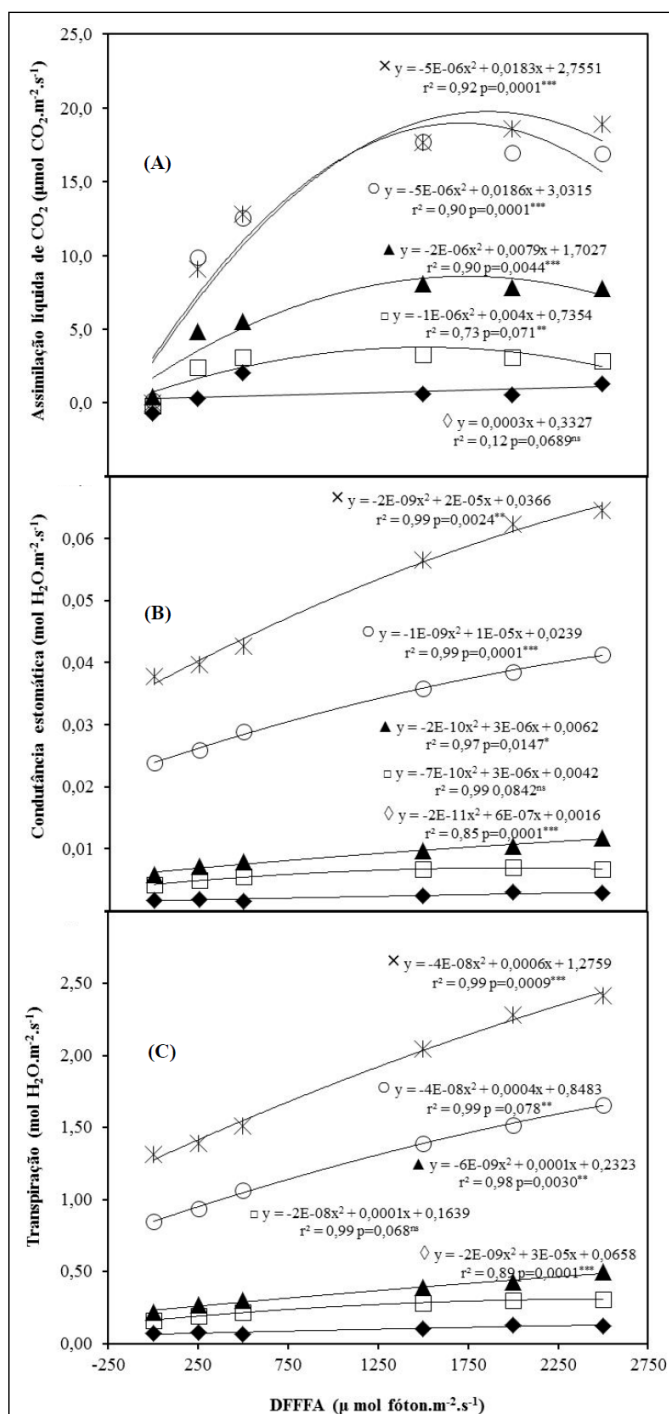 25,0
20,0
15,0
10,0
5,0
0,0
Assimilação líquida de CO₂ (µmol CO₂.m⁻².s⁻¹)
(A)
× y = -5E-06x² + 0,0183x + 2,7551
r² = 0,92 p=0,0001***
○ y = -5E-06x² + 0,0186x + 3,0315
r² = 0,90 p=0,0001***
▲ y = -2E-06x² + 0,0079x + 1,7027
r² = 0,90 p=0,0044***
□ y = -1E-06x² + 0,004x + 0,7354
r² = 0,73 p=0,071**
◊ y = 0,0003x + 0,3327
r² = 0,12 p=0,0689ns
0,06
0,05
0,04
0,03
0,02
0,01
Condutância estomática (mol H₂O.m⁻².s⁻¹)
(B)
× y = -2E-09x² + 2E-05x + 0,0366
r² = 0,99 p=0,0024**
○ y = -1E-09x² + 1E-05x + 0,0239
r² = 0,99 p=0,0001***
▲ y = -2E-10x² + 3E-06x + 0,0062
r² = 0,97 p=0,0147*
□ y = -7E-10x² + 3E-06x + 0,0042
r² = 0,99 0,0842ns
◊ y = -2E-11x² + 6E-07x + 0,0016
r² = 0,85 p=0,0001***
2,50
2,00
1,50
1,00
0,50
0,00
Transpiração (mol H₂O.m⁻².s⁻¹)
(C)
× y = -4E-08x² + 0,0006x + 1,2759
r² = 0,99 p=0,0009***
○ y = -4E-08x² + 0,0004x + 0,8483
r² = 0,99 p=0,078**
▲ y = -6E-09x² + 0,0001x + 0,2323
r² = 0,98 p=0,0030**
□ y = -2E-08x² + 0,0001x + 0,1639
r² = 0,99 p=0,068ns
◊ y = -2E-09x² + 3E-05x + 0,0658
r² = 0,89 p=0,0001***
-250 250 750 1250 1750 2250 2750
DFFFA (µ mol fóton.m⁻².s⁻¹)